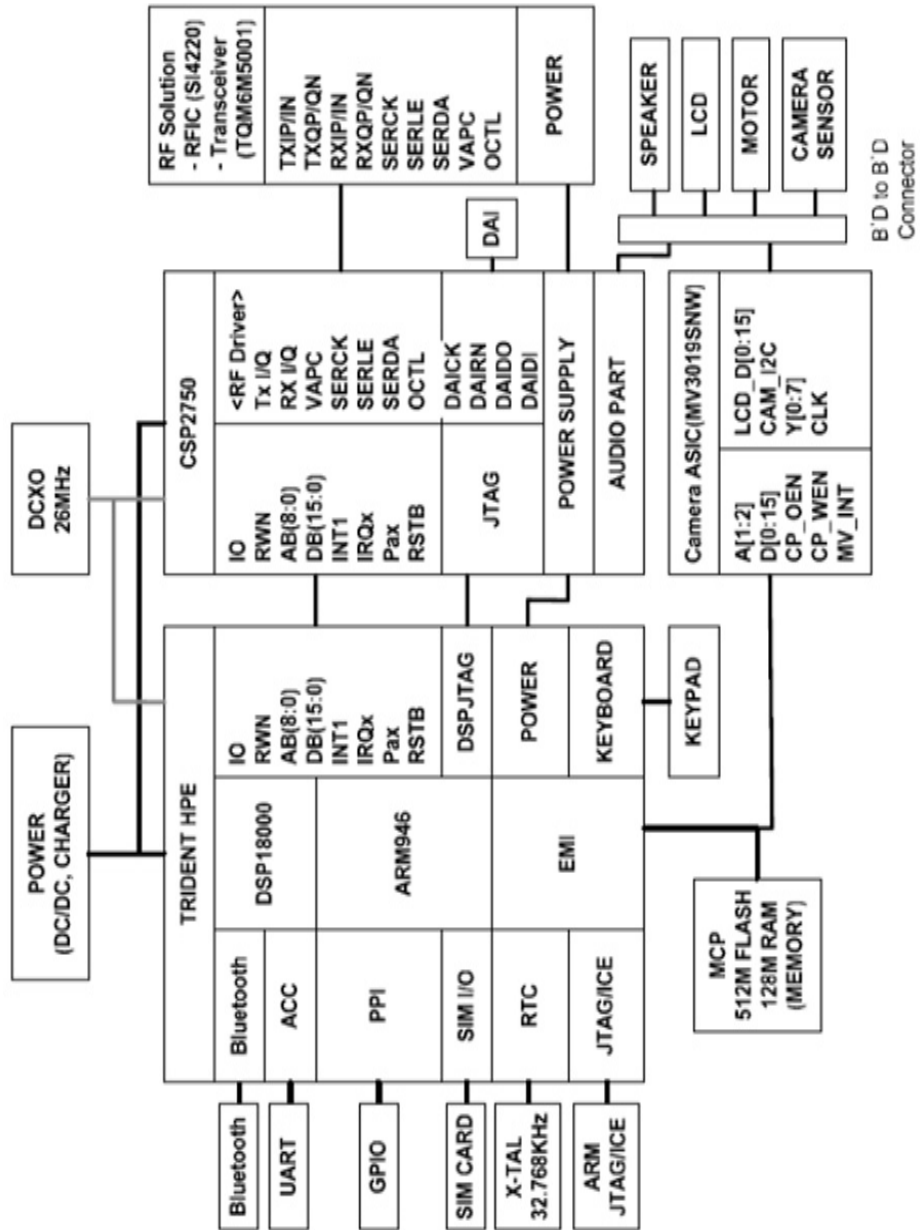 POWER
(DC/DC, CHARGER)
DCXO
26MHz
Bluetooth
UART
GPIO
SIM CARD
X-TAL
32.768KHz
ARM
JTAG/ICE
TRIDENT HPE
Bluetooth
ACC
PPI
SIM I/O
RTC
JTAG/ICE
DSP18000
ARM946
EMI
IO
RWN
AB(8:0)
DB(15:0)
INT1
IRQx
Pax
RSTB
DSPJTAG
POWER
KEYBOARD
CSP2750
IO
RWN
AB(8:0)
DB(15:0)
INT1
IRQx
Pax
RSTB
JTAG
<RF Driver>
Tx I/Q
RX I/Q
VAPC
SERCK
SERLE
SERDA
OCTL
DAICK
DAIRN
DAIDO
DAIDI
POWER SUPPLY
AUDIO PART
RF Solution
- RFIC (SI4220)
- Transceiver
(TQM6M5001)
TXIP/IN
TXQP/QN
RXIP/IN
RXQP/QN
SERCK
SERLE
SERDA
VAPC
OCTL
POWER
DAI
MCP
512M FLASH
128M RAM
(MEMORY)
KEYPAD
Camera ASIC(MV3019SNW)
A[1:2]
D[0:15]
CP_OEN
CP_WEN
MV_INT
LCD_D[0:15]
CAM_I2C
Y[0:7]
CLK
SPEAKER
LCD
MOTOR
CAMERA
SENSOR
B'D to B'D
Connector